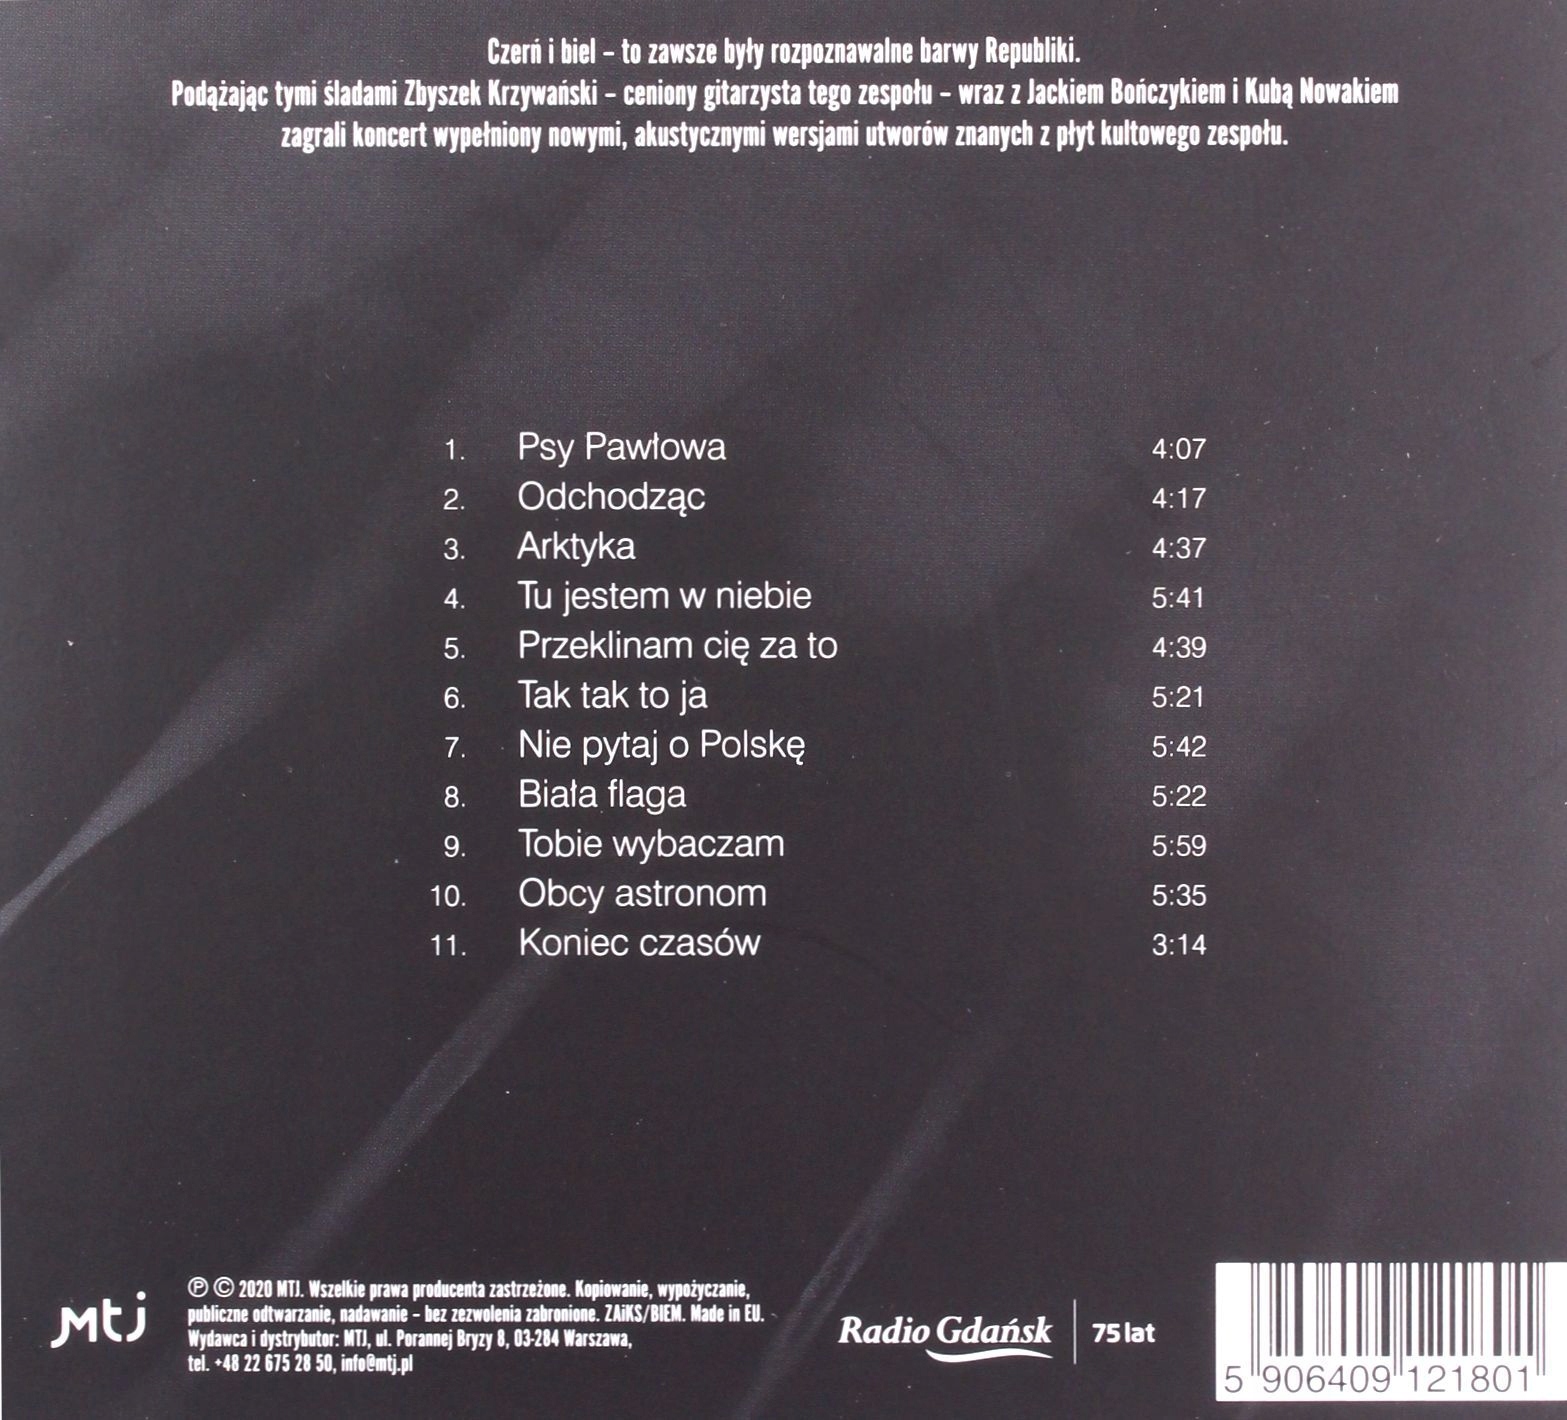 Czerń i biel – to zawsze były rozpoznawalne barwy Republiki.
Podążając tymi śladami Zbyszek Krzywański – ceniony gitarzysta tego zespołu – wraz z Jackiem Bończykiem i Kubą Nowakiem
zagrali koncert wypełniony nowymi, akustycznymi wersjami utworów znanych z płyt kultowego zespołu.
1. Psy Pawłowa 4:07
2. Odchodząc 4:17
3. Arktyka 4:37
4. Tu jestem w niebie 5:41
5. Przeklinam cię za to 4:39
6. Tak tak to ja 5:21
7. Nie pytaj o Polskę 5:42
8. Biała flaga 5:22
9. Tobie wybaczam 5:59
10. Obcy astronom 5:35
11. Koniec czasów 3:14
mtj
℗ © 2020 MTJ. Wszelkie prawa producenta zastrzeżone. Kopiowanie, wypożyczanie,
publiczne odtwarzanie, nadawanie – bez zezwolenia zabronione. ZAiKS/BIEM. Made in EU.
Wydawca i dystrybutor: MTJ, ul. Porannej Bryzy 8, 03-284 Warszawa,
tel. +48 22 675 28 50, info@mtj.pl
Radio Gdańsk 75 lat
5 906409 121801